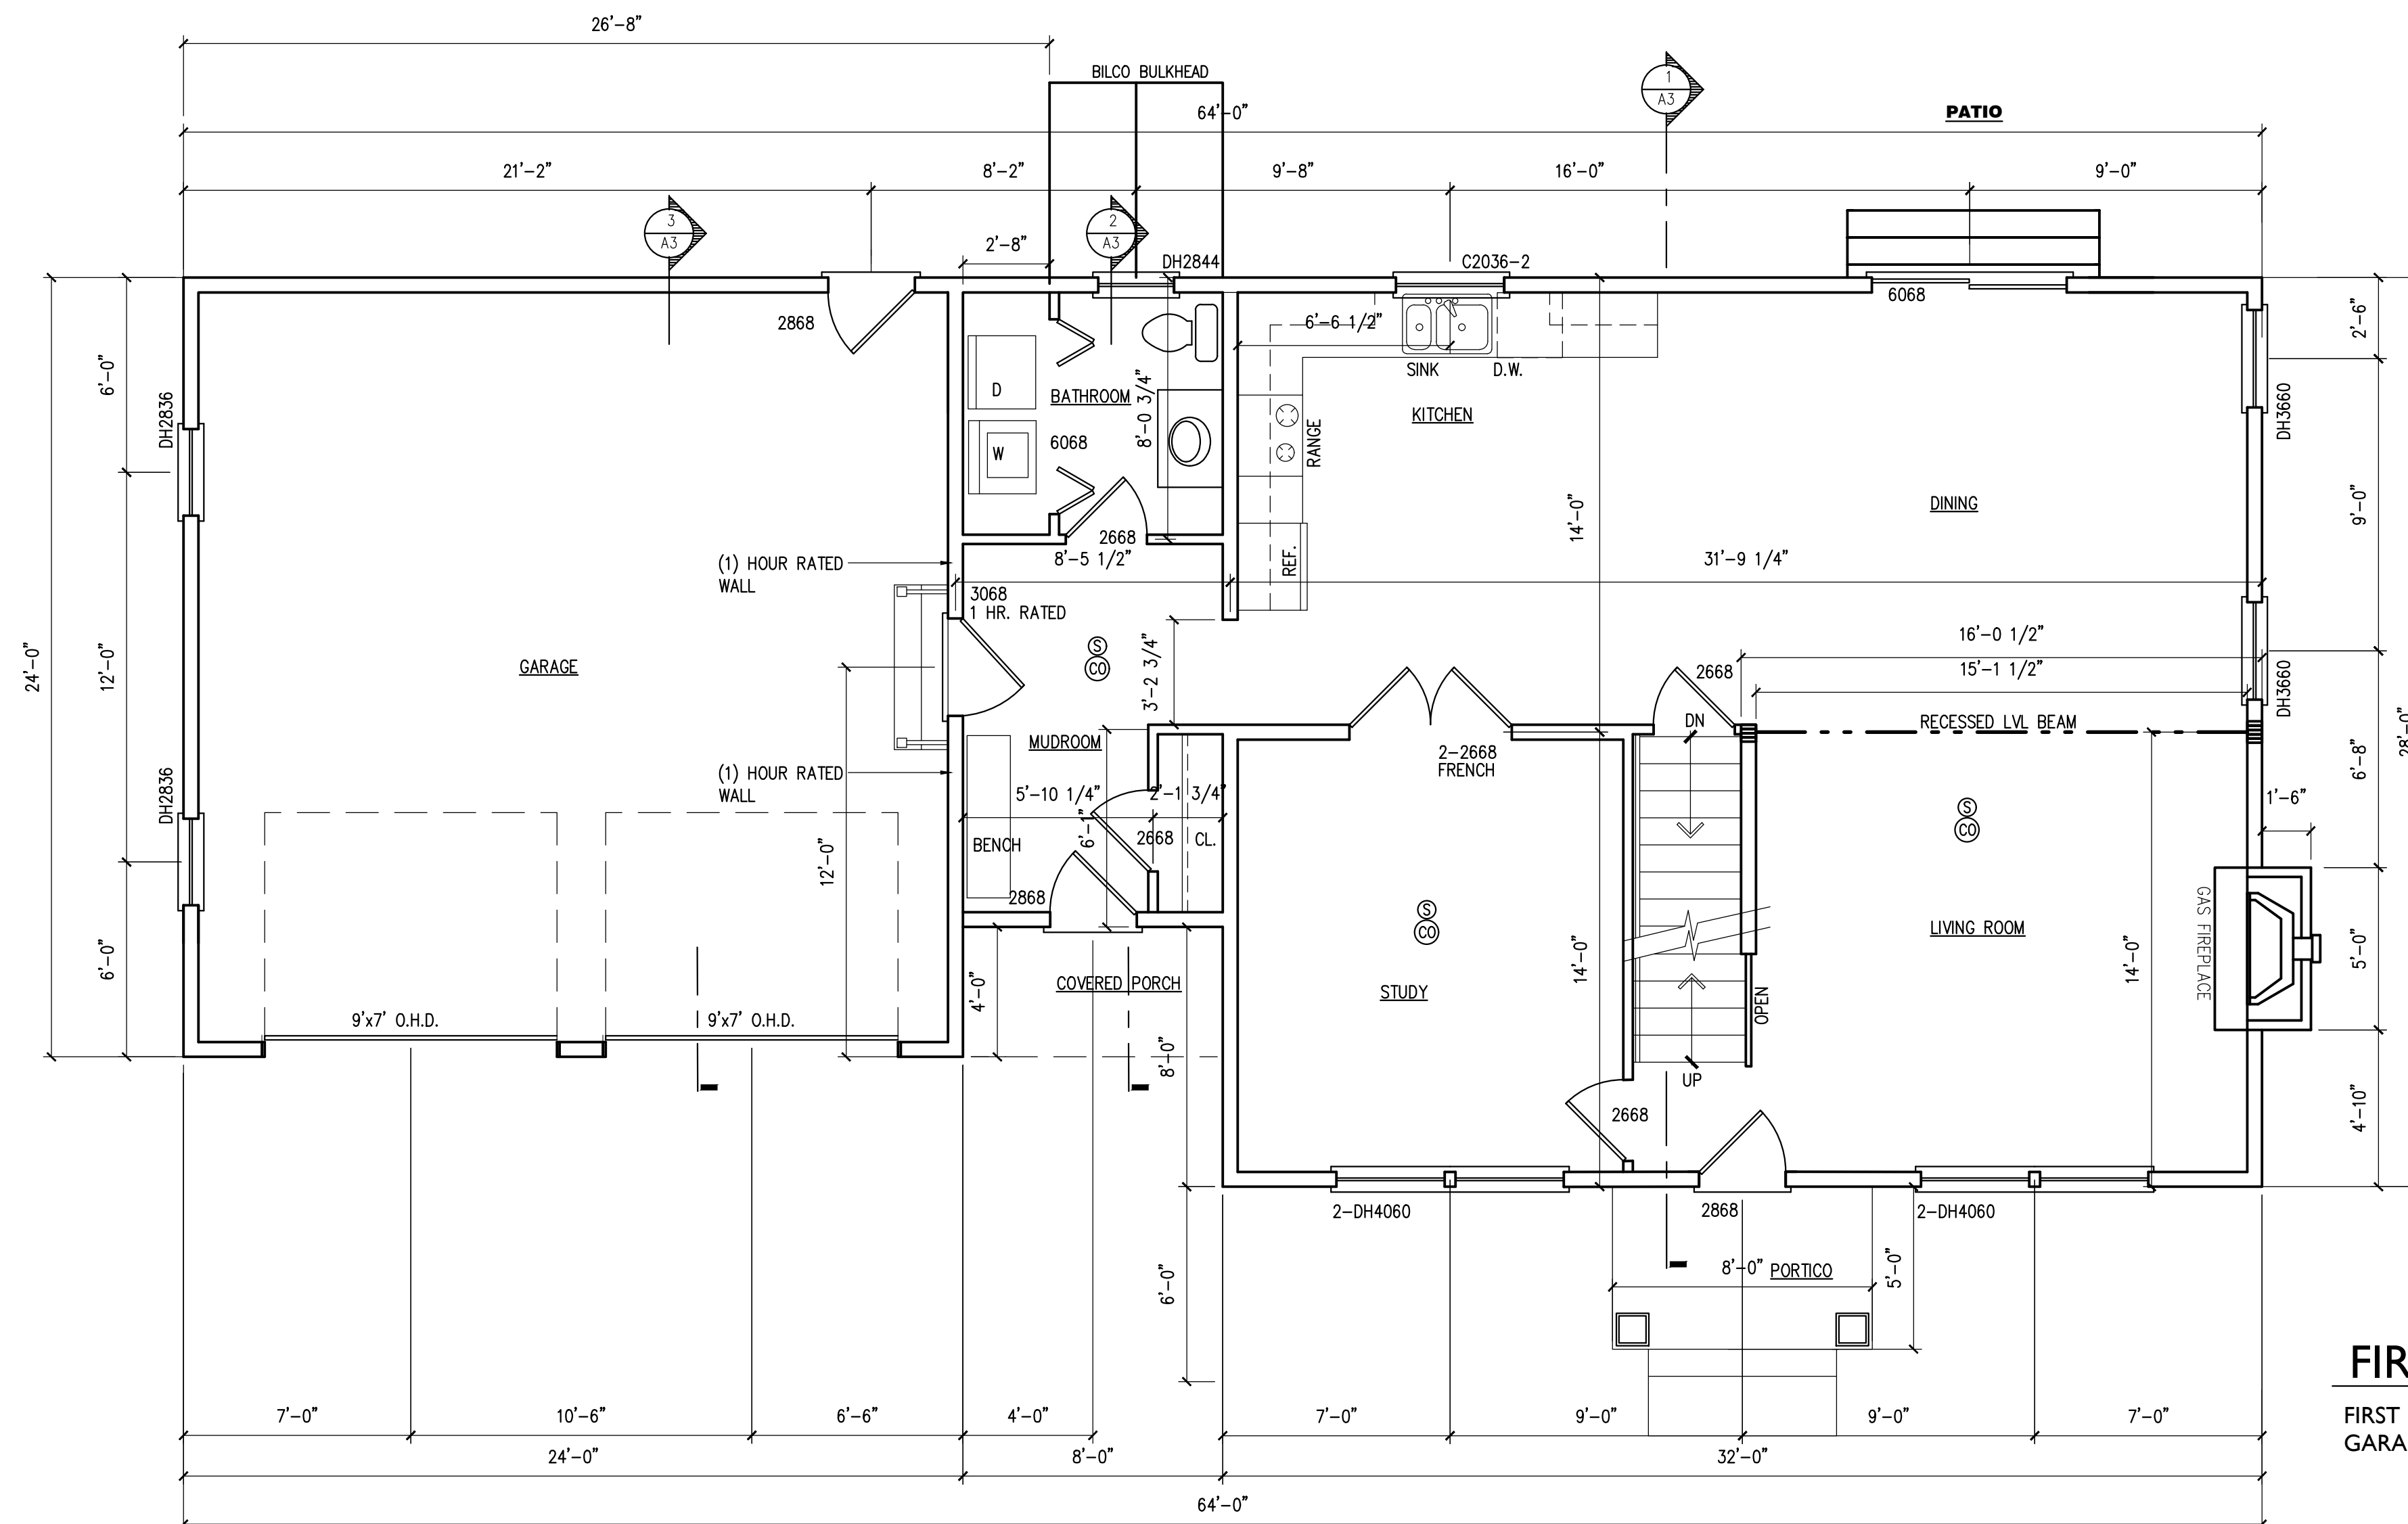 26'-8"
BILCO BULKHEAD
64'-0"
1
A3
PATIO
21'-2"
8'-2"
9'-8"
16'-0"
9'-0"
3
A3
2
A3
2'-8"
DH2844
C2036-2
6068
2868
6'-6 1/2"
2'-6"
6'-0"
DH2836
D
BATHROOM
8'-0 3/4"
SINK
D.W.
KITCHEN
DH3660
W
6068
RANGE
9'-0"
DINING
14'-0"
2668
8'-5 1/2"
REF.
31'-9 1/4"
(1) HOUR RATED
WALL
3068
1 HR. RATED
24'-0"
12'-0"
GARAGE
S
CO
3'-2 3/4"
16'-0 1/2"
15'-1 1/2"
2668
DH3660
DN
RECESSED LVL BEAM
28'-0"
MUDROOM
2-2668
FRENCH
6'-8"
(1) HOUR RATED
WALL
5'-10 1/4"
2'-1 3/4"
DH2836
1'-6"
S
CO
6'-1"
2668
CL.
BENCH
12'-0"
2868
S
CO
GAS FIREPLACE
LIVING ROOM
6'-0"
4'-0"
COVERED PORCH
STUDY
14'-0"
OPEN
14'-0"
5'-0"
9'x7' O.H.D.
9'x7' O.H.D.
8'-0"
UP
2668
4'-10"
2-DH4060
2868
2-DH4060
6'-0"
8'-0"
PORTICO
5'-0"
FIR
FIRST
GARA
7'-0"
10'-6"
6'-6"
4'-0"
7'-0"
9'-0"
9'-0"
7'-0"
24'-0"
8'-0"
32'-0"
64'-0"